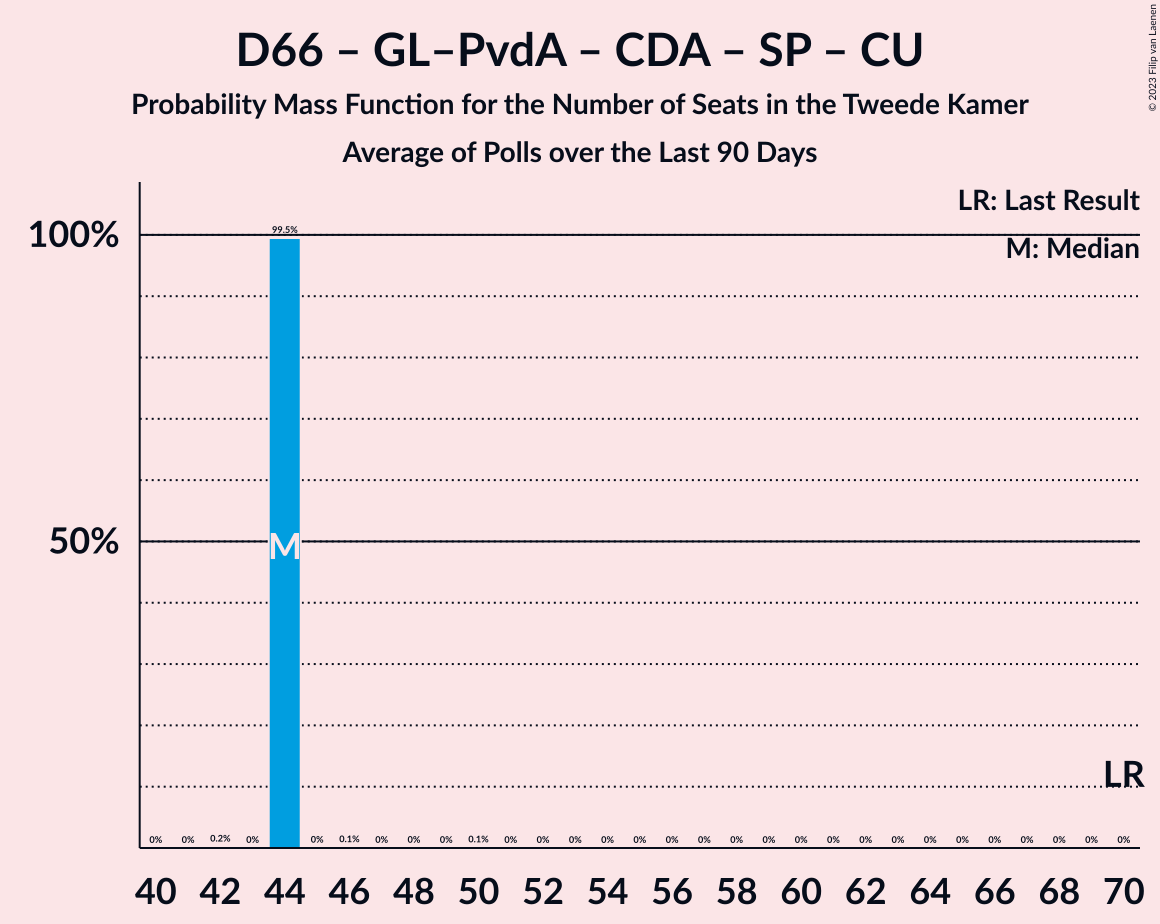 D66 – GL–PvdA – CDA – SP – CU
Probability Mass Function for the Number of Seats in the Tweede Kamer
Average of Polls over the Last 90 Days
© 2023 Filip van Laenen
LR: Last Result
M: Median
100%
50%
99.5%
M
LR
0% 0% 0.2% 0% 0% 0.1% 0% 0% 0% 0.1% 0% 0% 0% 0% 0% 0% 0% 0% 0% 0% 0% 0% 0% 0% 0% 0% 0% 0% 0% 0%
40 42 44 46 48 50 52 54 56 58 60 62 64 66 68 70